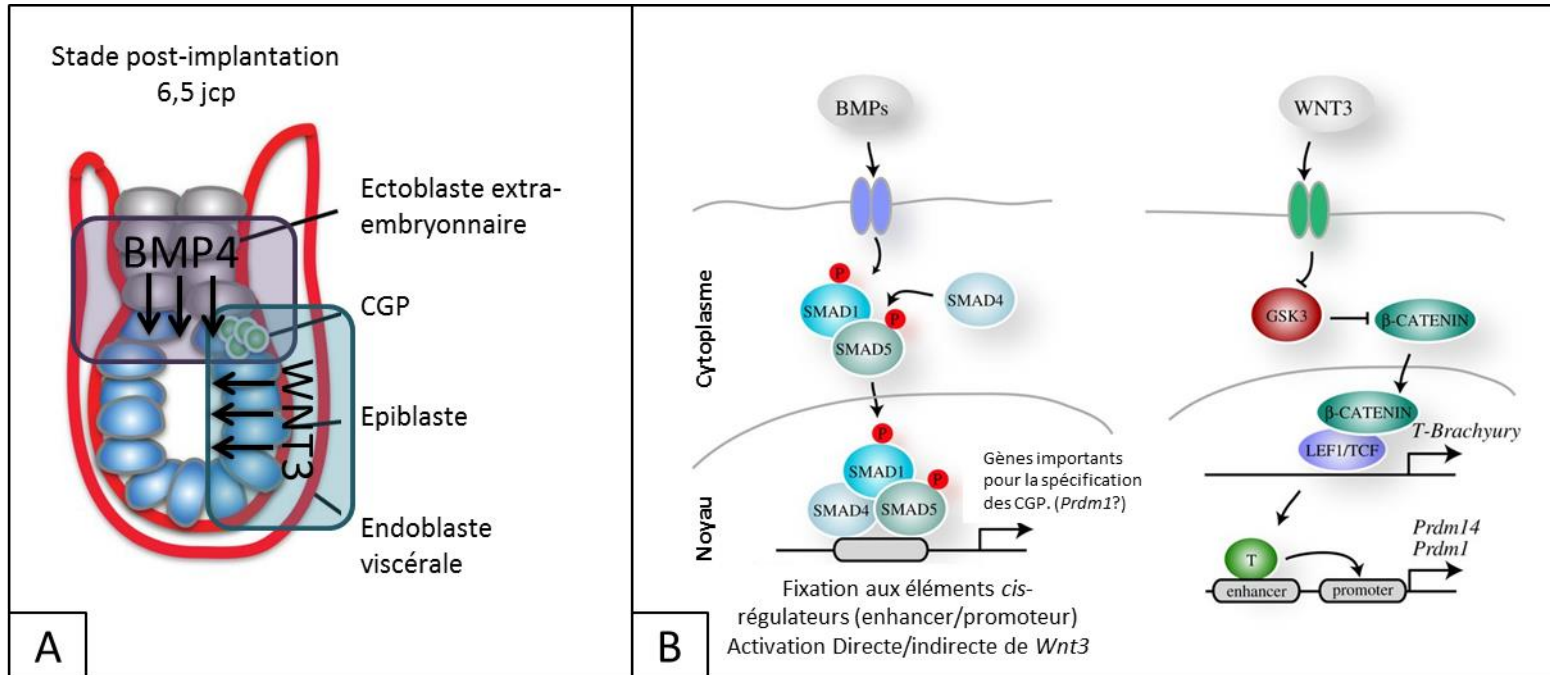 Stade post-implantation
6,5 jcp
Ectoblaste extra-
embryonnaire
BMP4
CGP
WNT3
Epiblaste
Endoblaste
viscérale
A
BMPs
Cytoplasme
P
SMAD1
P
SMAD5
SMAD4
Noyau
P
SMAD1
P
SMAD4
SMAD5
Gènes importants
pour la spécification
des CGP. (Prdm1?)
Fixation aux éléments cis-
régulateurs (enhancer/promoteur)
Activation Directe/indirecte de Wnt3
WNT3
GSK3
β-CATENIN
β-CATENIN
LEF1/TCF
T-Brachyury
T
enhancer
promoter
Prdm14
Prdm1
B